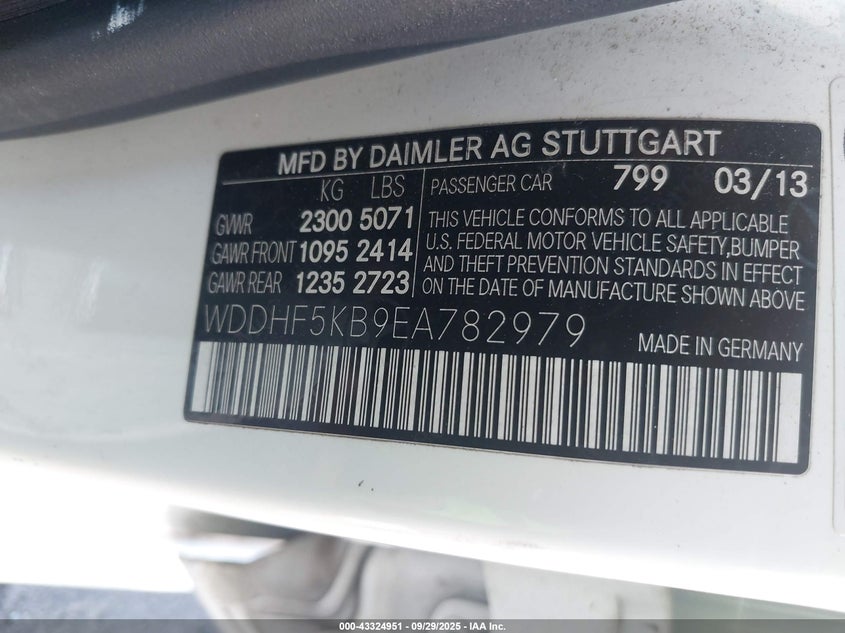 MFD BY DAIMLER AG STUTTGART
KG LBS
GVWR 2300 5071
GAWR FRONT 1095 2414
GAWR REAR 1235 2723
PASSENGER CAR 799 03/13
THIS VEHICLE CONFORMS TO ALL APPLICABLE
U.S. FEDERAL MOTOR VEHICLE SAFETY,BUMPER
AND THEFT PREVENTION STANDARDS IN EFFECT
ON THE DATE OF MANUFACTURE SHOWN ABOVE
WDDHF5KB9EA782979
MADE IN GERMANY
000-43324951 - 09/29/2025 - IAA Inc.